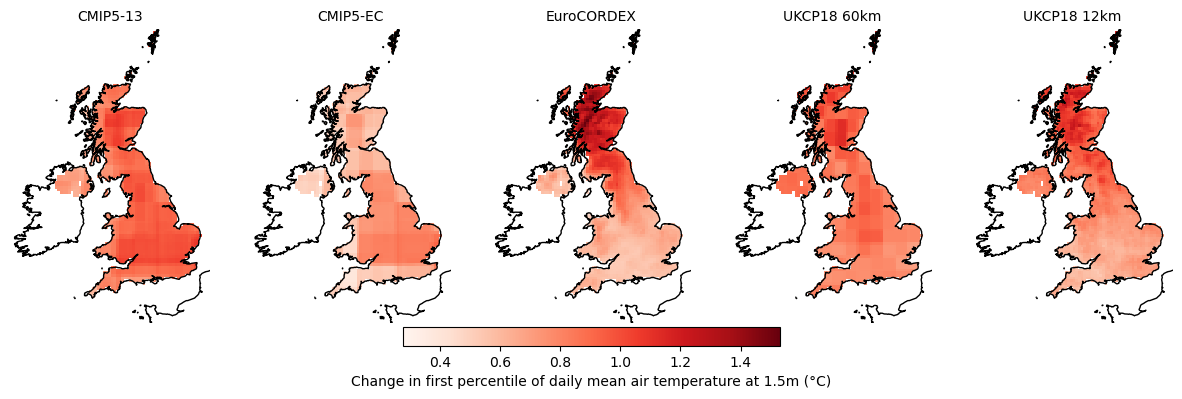 CMIP5-13 CMIP5-EC EuroCORDEX UKCP18 60km UKCP18 12km
0.4 0.6 0.8 1.0 1.2 1.4
Change in first percentile of daily mean air temperature at 1.5m (°C)